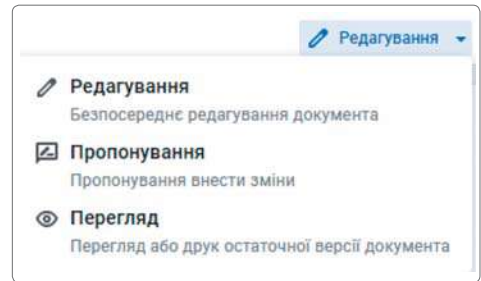 Редагування
Редагування
Безпосереднє редагування документа
Пропонування
Пропонування внести зміни
Перегляд
Перегляд або друк остаточної версії документа